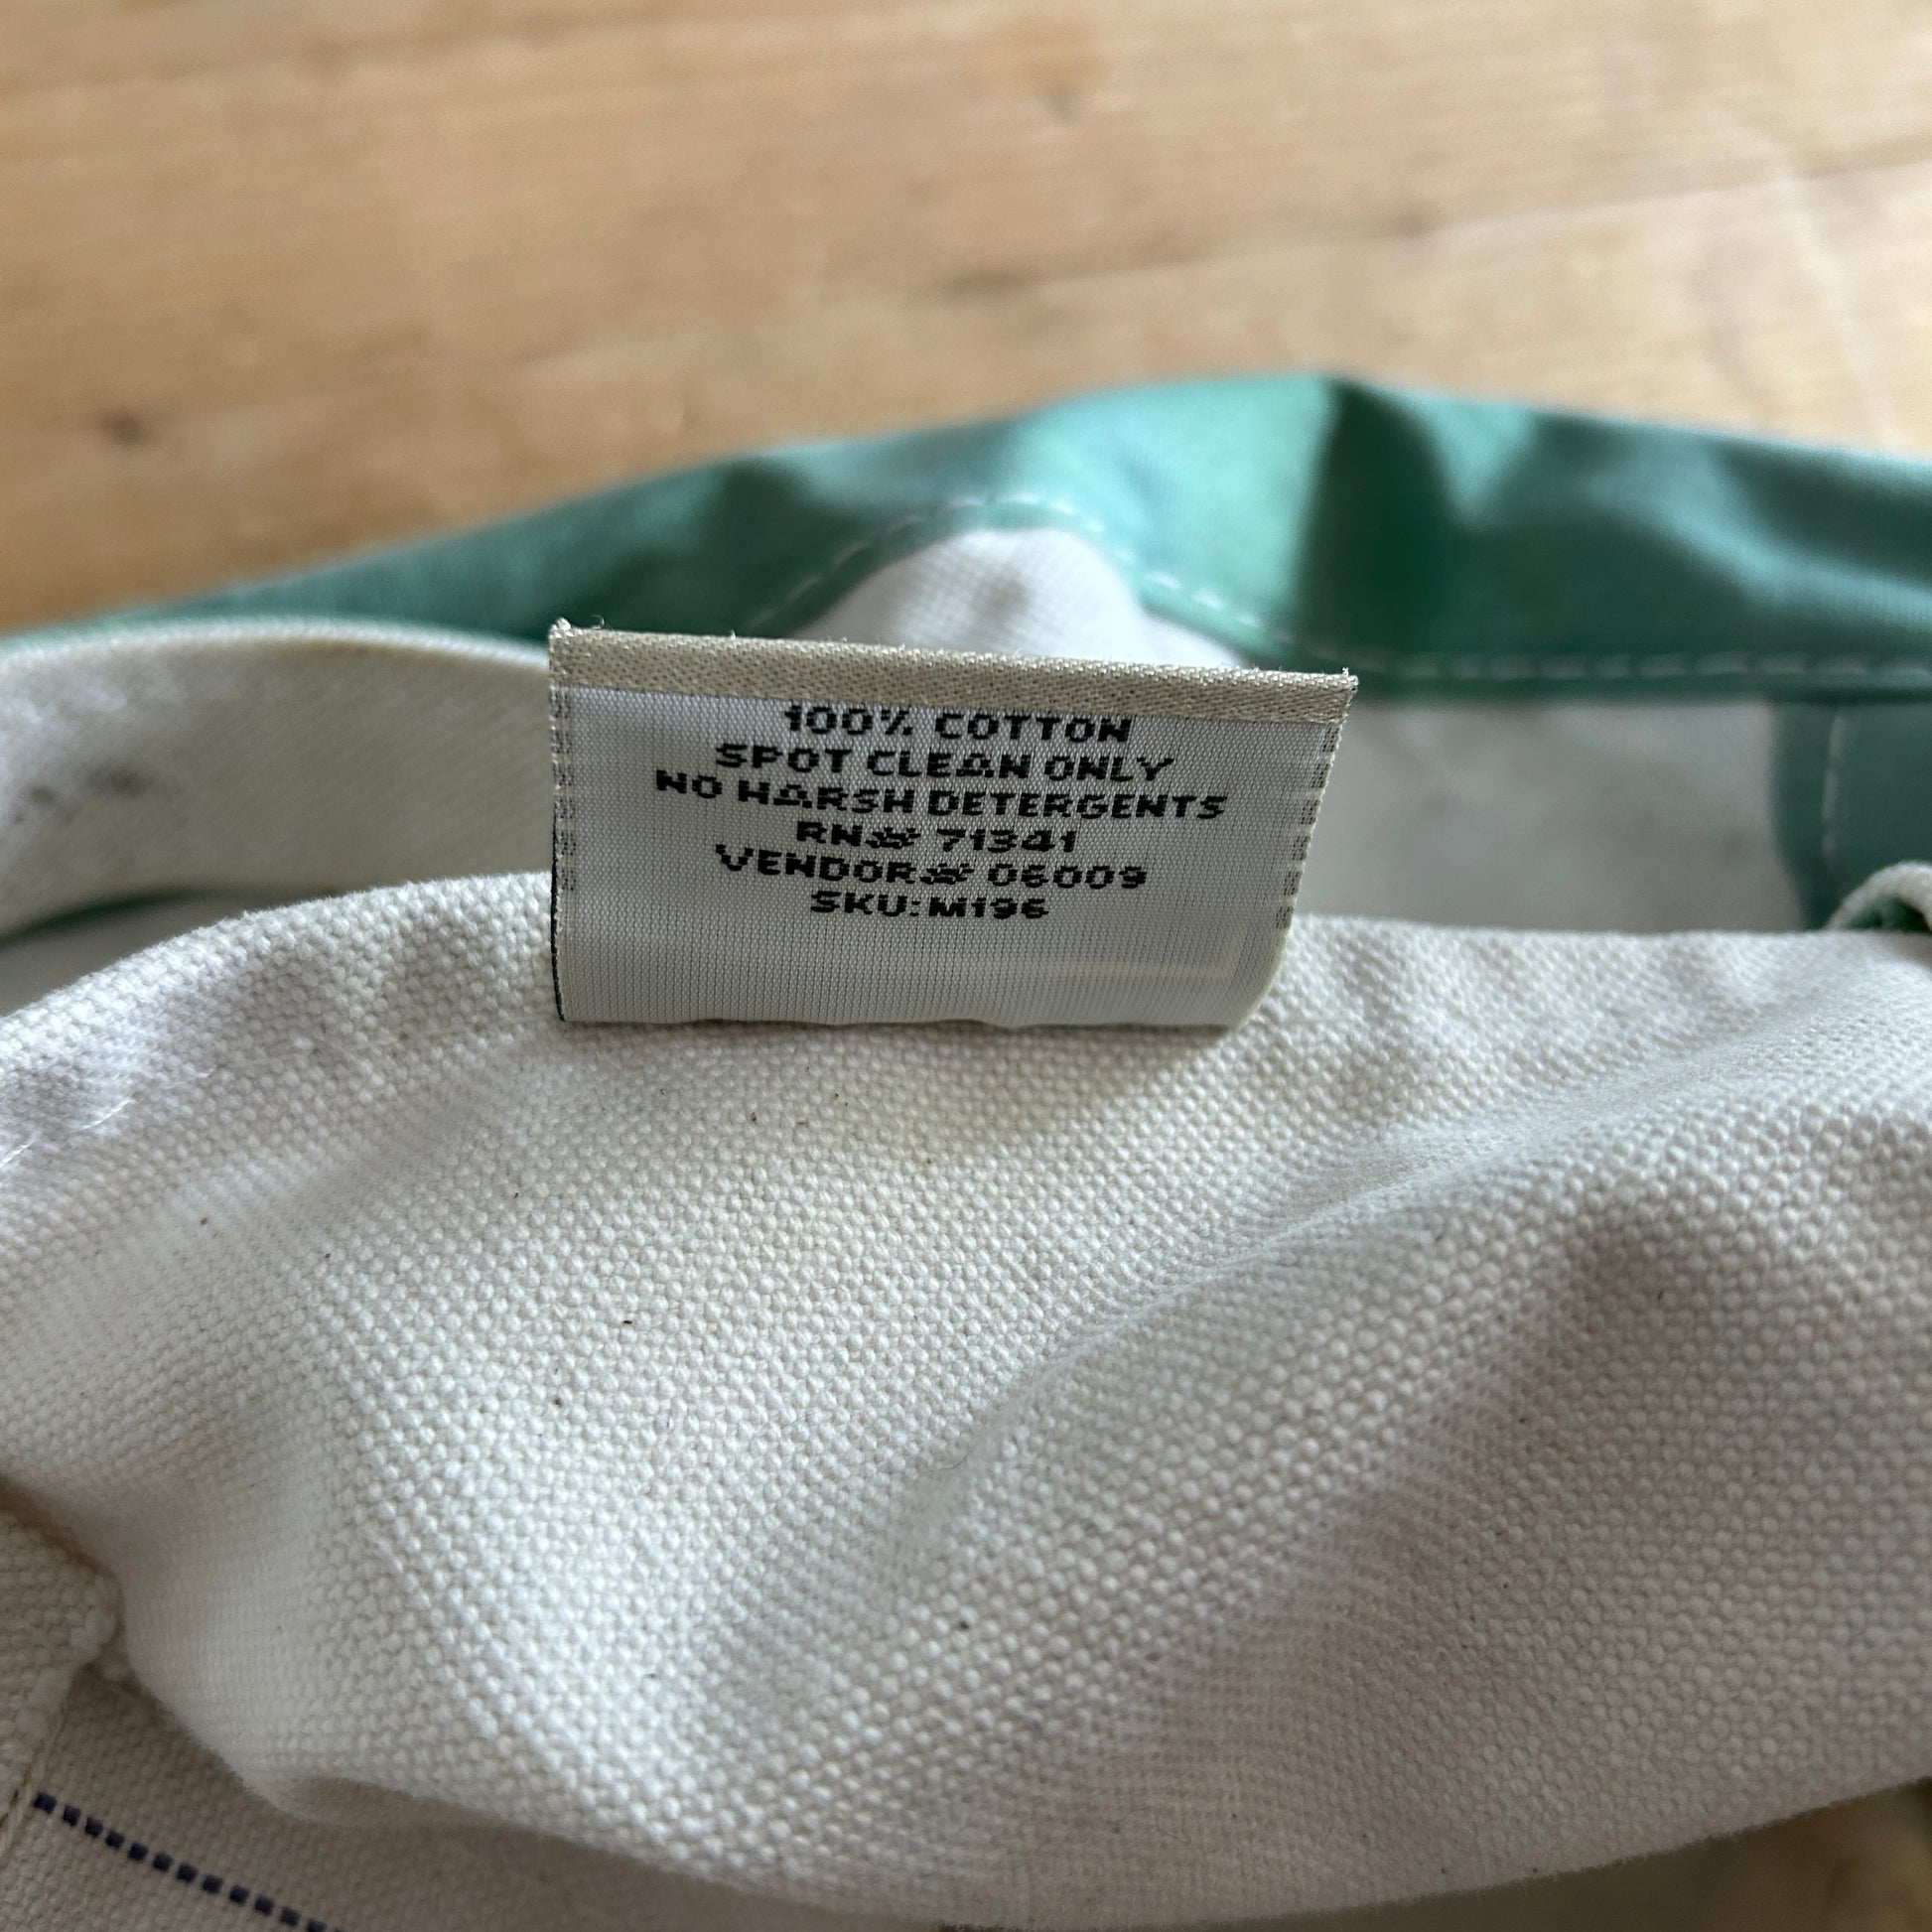 100% COTTON
SPOT CLEAN ONLY
NO HARSH DETERGENTS
RN# 71341
VENDOR# 06009
SKU: M196